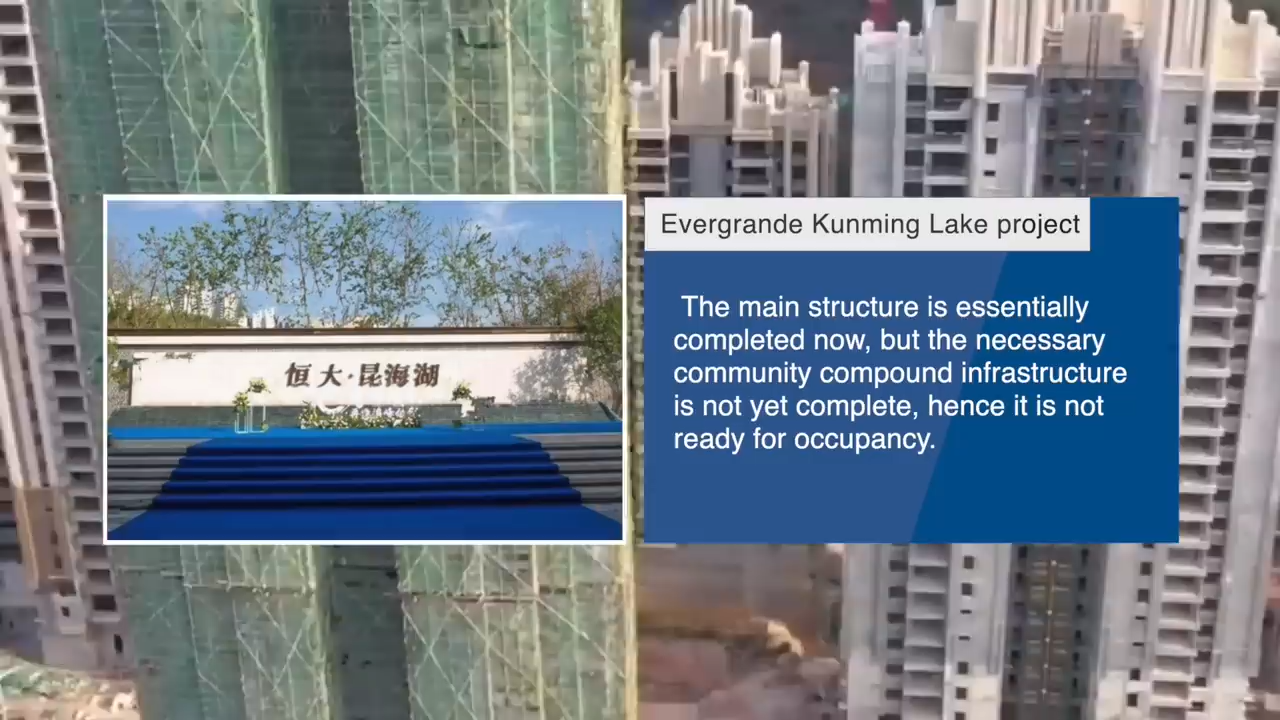 恒大·昆海湖
Evergrande Kunming Lake project
The main structure is essentially
completed now, but the necessary
community compound infrastructure
is not yet complete, hence it is not
ready for occupancy.